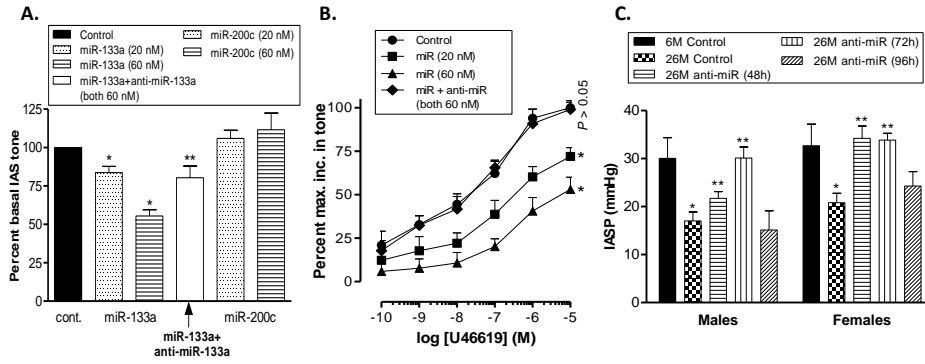 A.
Control
miR-133a (20 nM)
miR-133a (60 nM)
miR-133a+anti-miR-133a
(both 60 nM)
miR-200c (20 nM)
miR-200c (60 nM)
Percent basal IAS tone
125
100
75
50
25
0
*
*
**
cont.
miR-133a
miR-200c
miR-133a+
anti-miR-133a
B.
Control
miR (20 nM)
miR (60 nM)
miR + anti-miR
(both 60 nM)
Percent max. inc. in tone
100
75
50
25
0
P > 0.05
*
*
-10
-9
-8
-7
-6
-5
log [U46619] (M)
C.
6M Control
26M Control
26M anti-miR (48h)
26M anti-miR (72h)
26M anti-miR (96h)
IASP (mmHg)
40
30
20
10
0
*
**
**
*
**
**
Males
Females